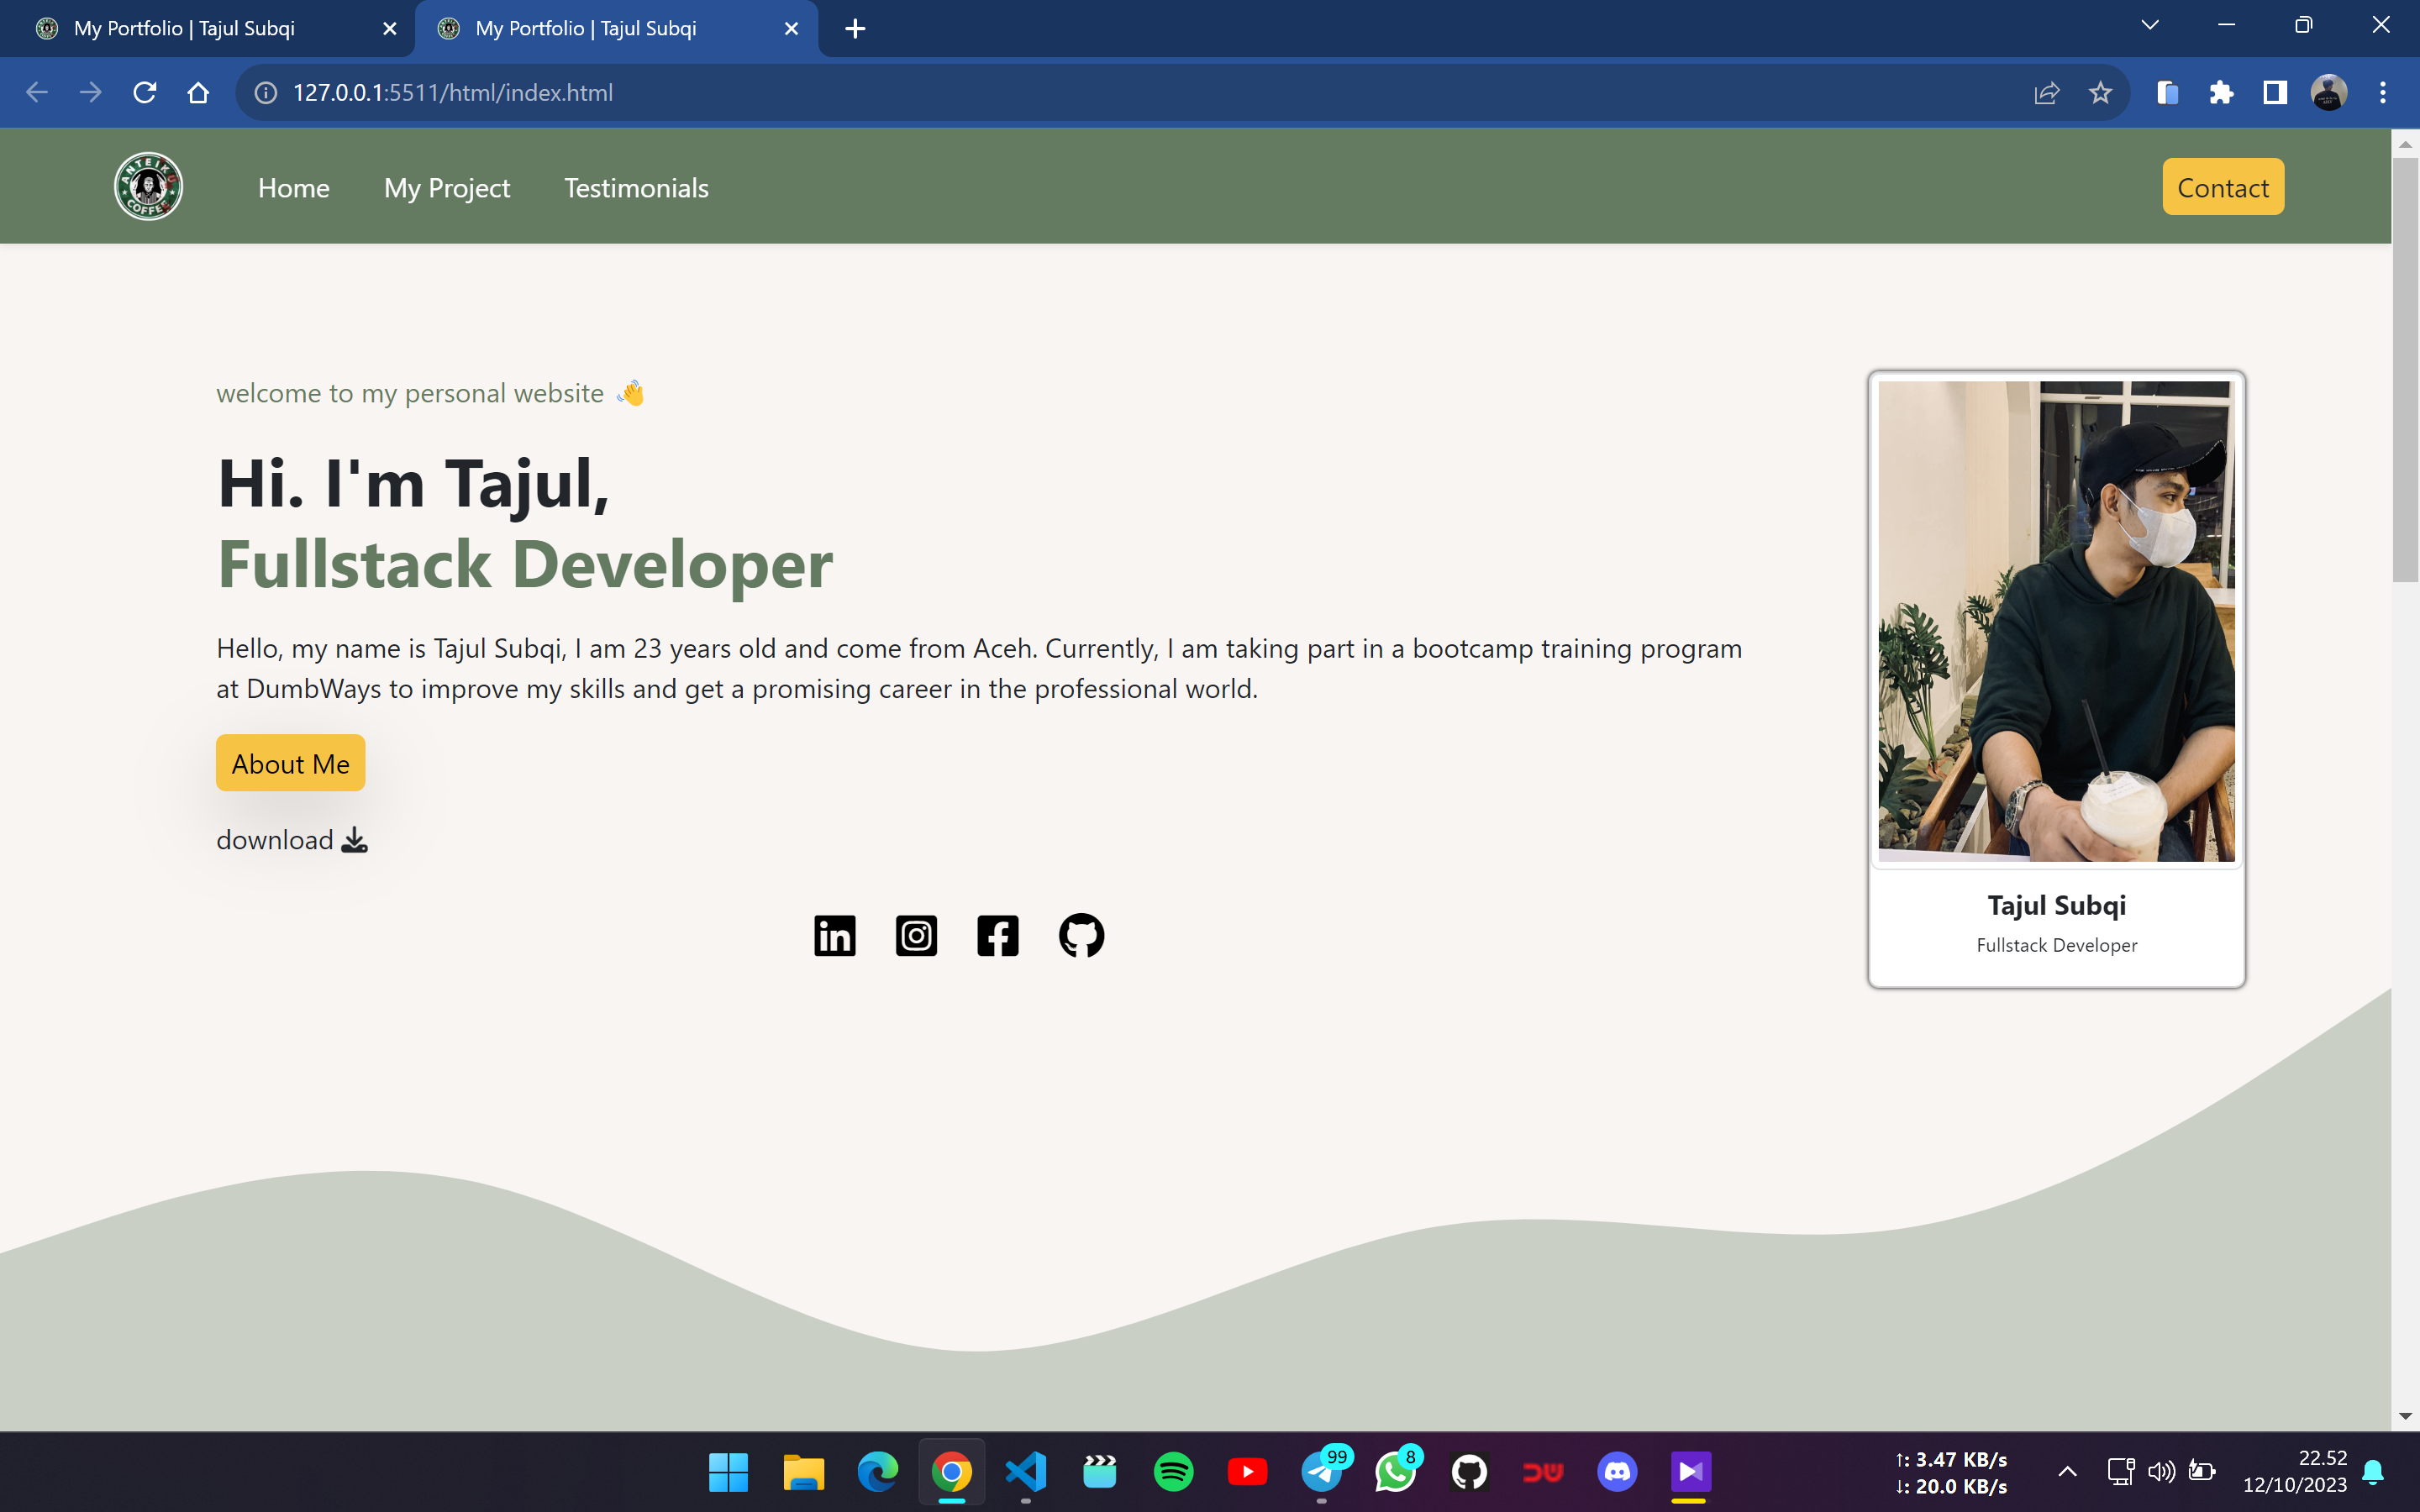 My Portfolio | Tajul Subqi
My Portfolio | Tajul Subqi
127.0.0.1:5511/html/index.html
ANTEIKU
COFFEE
Home
My Project
Testimonials
Contact
welcome to my personal website 👋
Hi. I'm Tajul,
Fullstack Developer
Hello, my name is Tajul Subqi, I am 23 years old and come from Aceh. Currently, I am taking part in a bootcamp training program
at DumbWays to improve my skills and get a promising career in the professional world.
About Me
download
Tajul Subqi
Fullstack Developer
99
8
↑: 3.47 KB/s
↓: 20.0 KB/s
22.52
12/10/2023